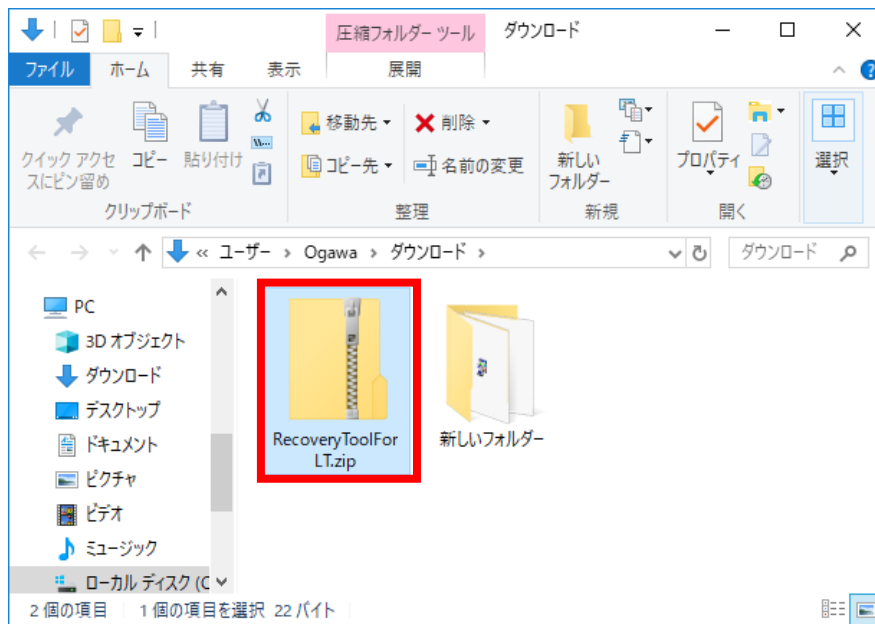 圧縮フォルダー ツール
ダウンロード
ファイル
ホーム
共有
表示
展開
クイック アクセ
スにピン留め
コピー
貼り付け
移動先
コピー先
削除
名前の変更
新しい
フォルダー
プロパティ
選択
クリップボード
整理
新規
開く
« ユーザー › Ogawa › ダウンロード ›
ダウンロード
PC
3D オブジェクト
ダウンロード
デスクトップ
ドキュメント
ピクチャ
ビデオ
ミュージック
ローカル ディスク (C
RecoveryToolFor
LT.zip
新しいフォルダー
2 個の項目
1 個の項目を選択 22 バイト